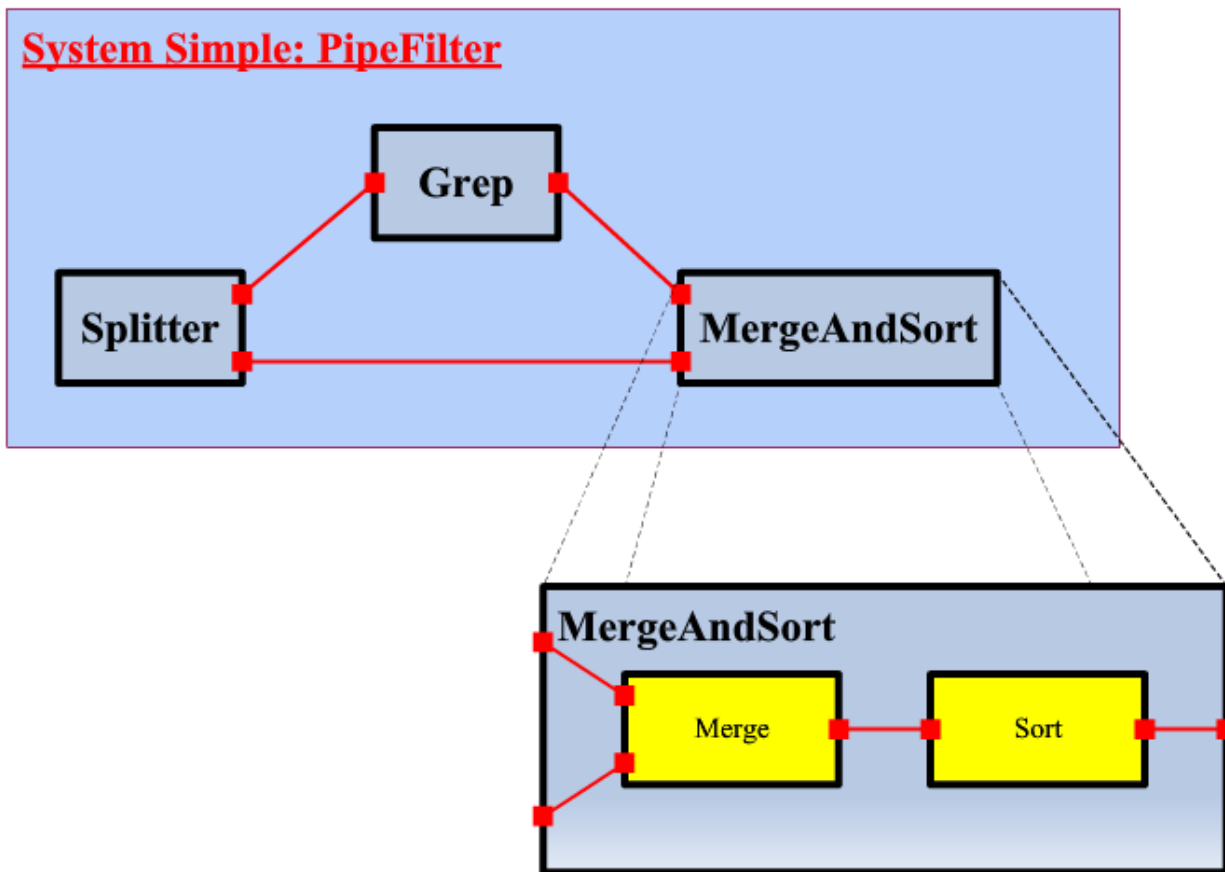 System Simple: PipeFilter
Grep
Splitter
MergeAndSort
MergeAndSort
Merge
Sort